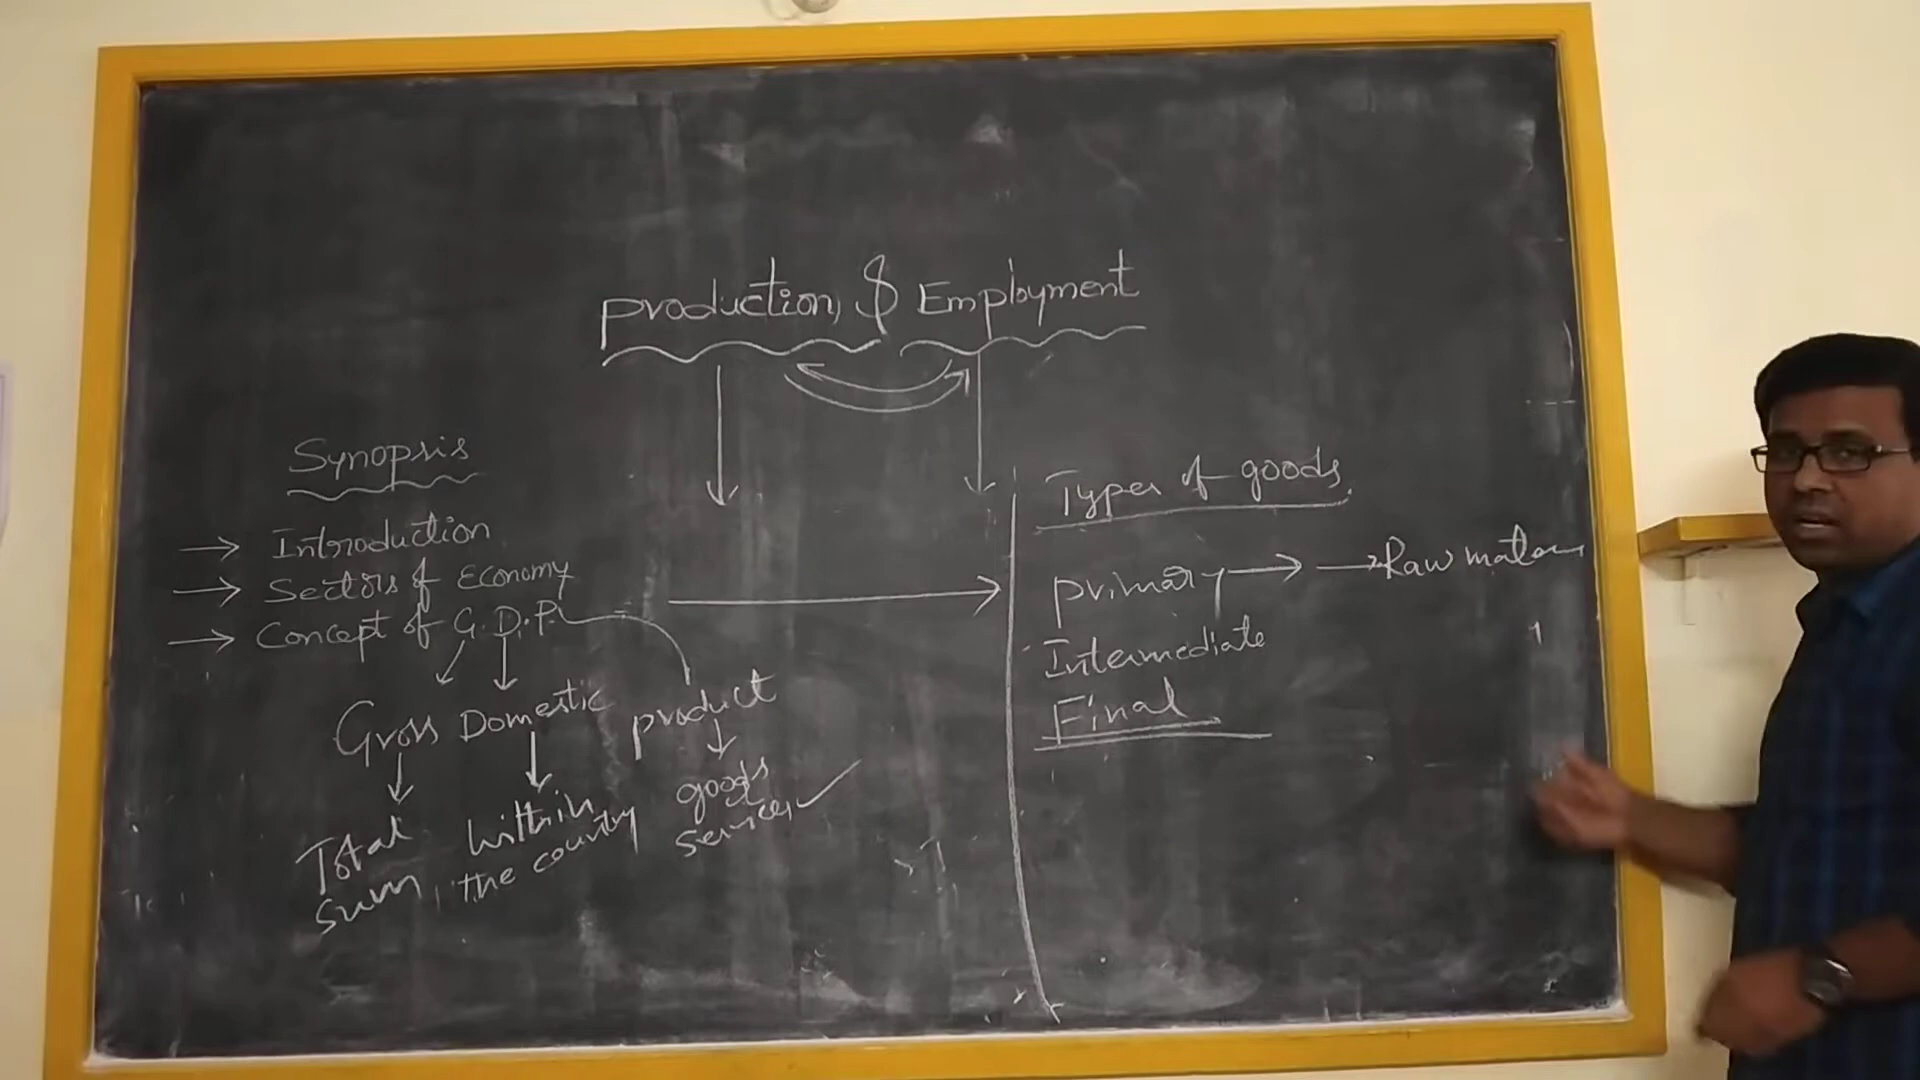 production & Employment
Synopsis
→ Introduction
→ Sectors of Economy
→ Concept of G.D.P.
Gross Domestic product
Total sum
within the country
goods
services
Types of goods
primary → → Raw
Intermediate
Final